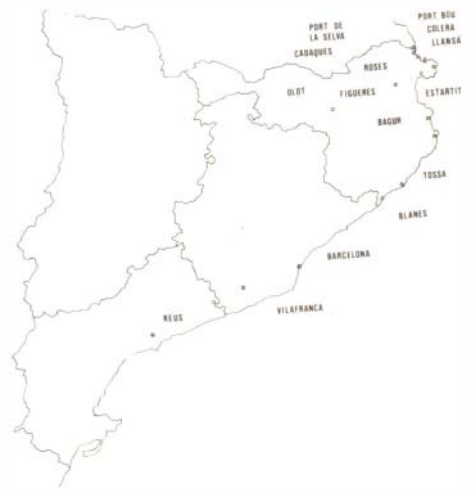 PORT DE
LA SELVA
PORT BOU
COLERA
LLANSA
CADAQUES
ROSES
OLOT
FIGUERES
ESTARTIT
BAGUR
TOSSA
BLANES
BARCELONA
VILAFRANCA
REUS